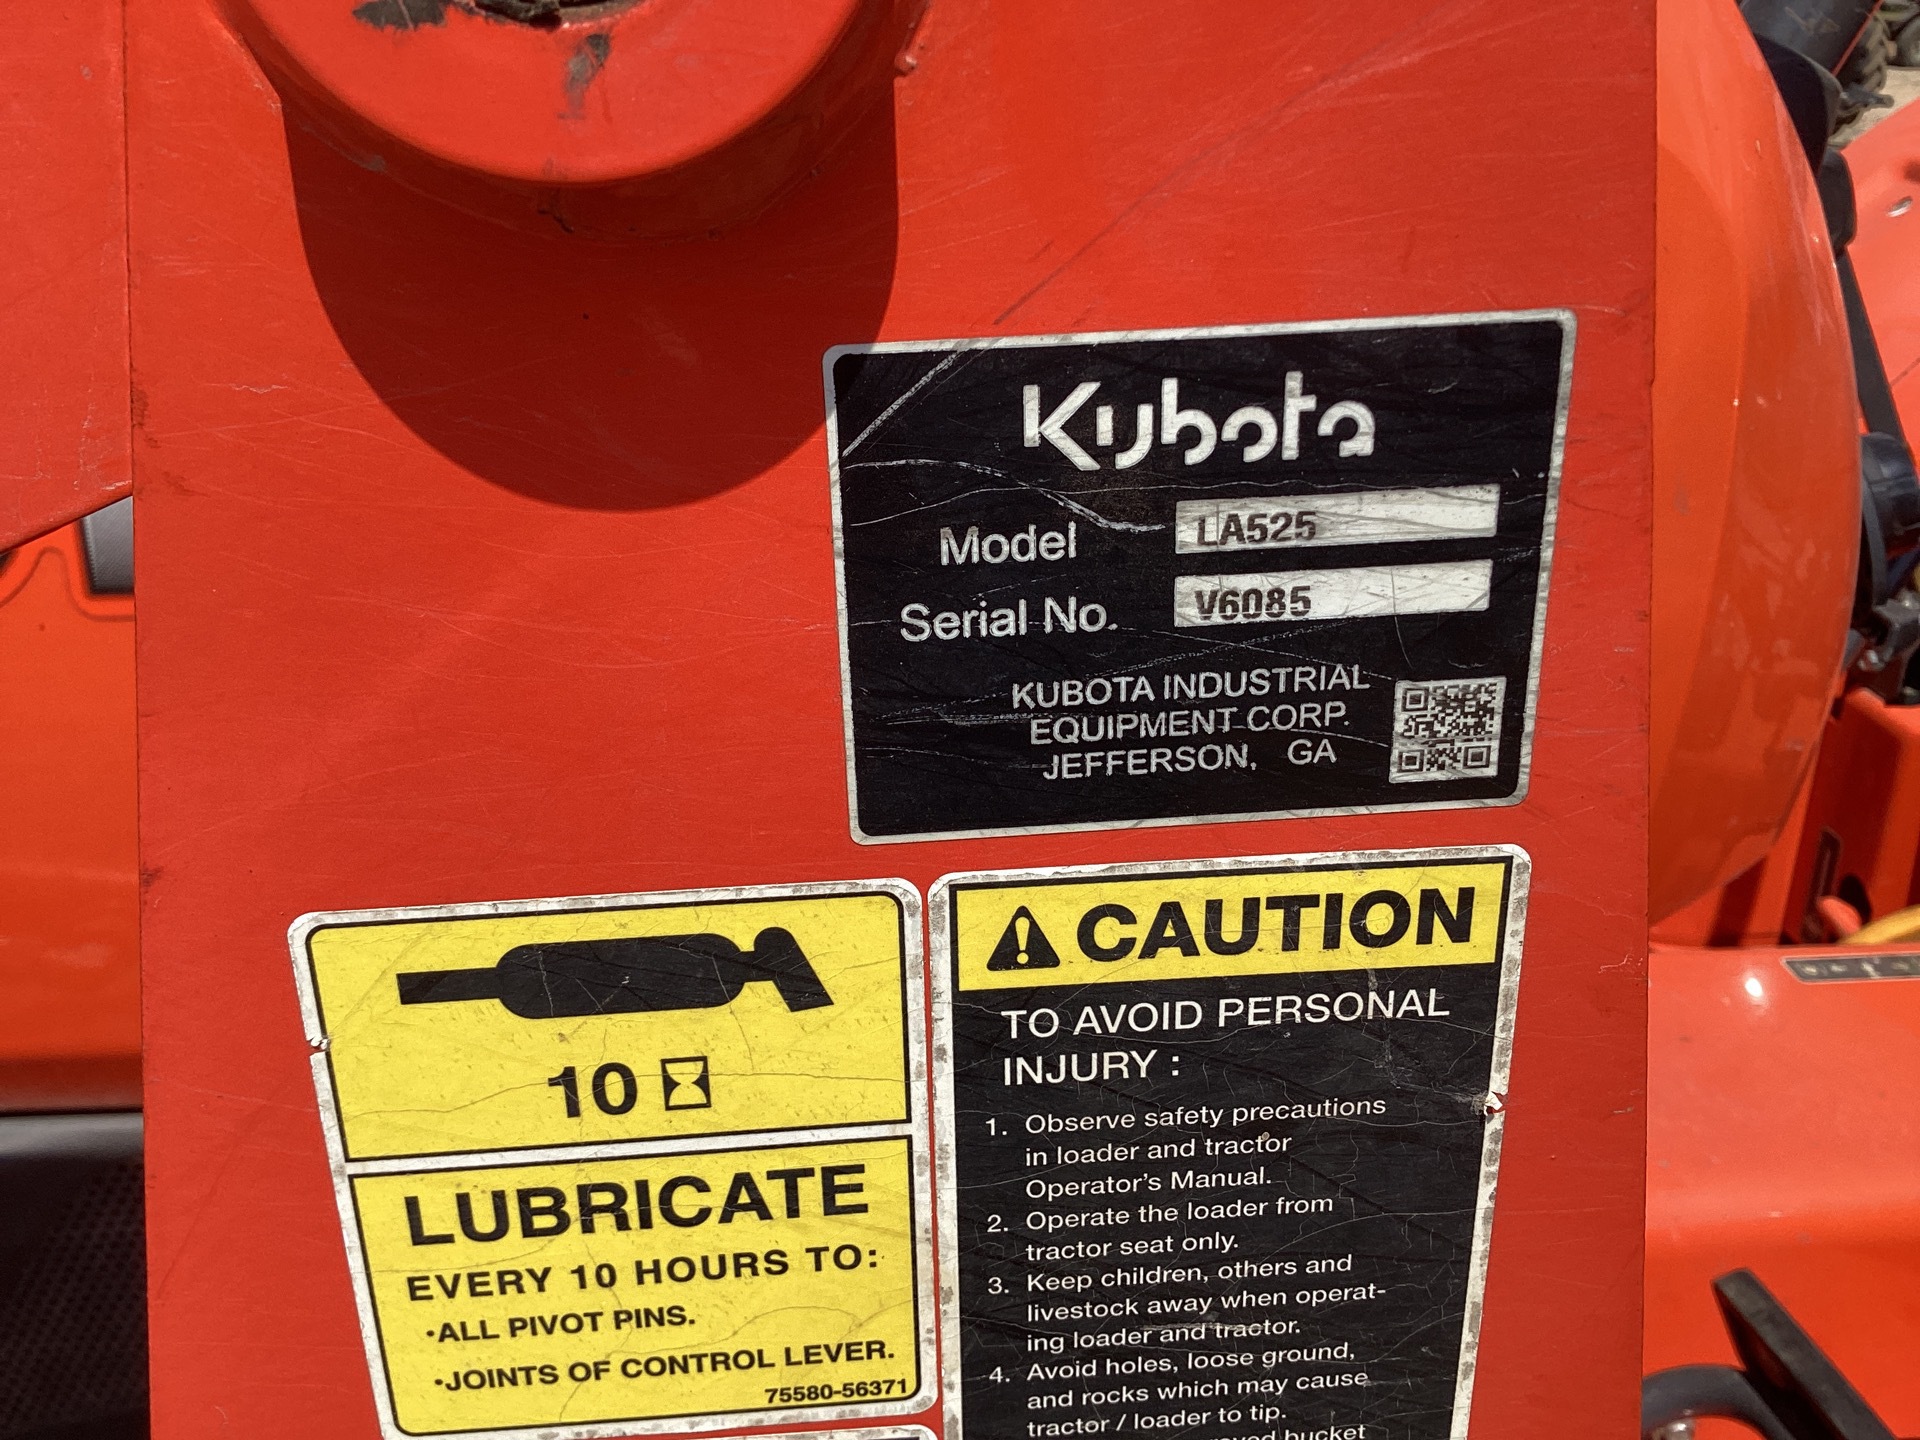 Kubota
Model LA525
Serial No. V6085
KUBOTA INDUSTRIAL
EQUIPMENT CORP.
JEFFERSON, GA
10
LUBRICATE
EVERY 10 HOURS TO:
•ALL PIVOT PINS.
•JOINTS OF CONTROL LEVER.
75580-56371
CAUTION
TO AVOID PERSONAL
INJURY :
1. Observe safety precautions
in loader and tractor
Operator's Manual.
2. Operate the loader from
tractor seat only.
3. Keep children, others and
livestock away when operat-
ing loader and tractor.
4. Avoid holes, loose ground,
and rocks which may cause
tractor / loader to tip.
bucket